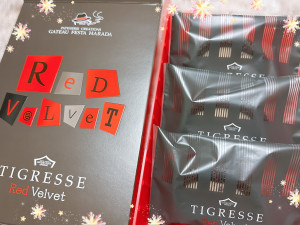 GATEAU FESTA HARADA
ReD
VeLveT
TIGRESSE
Red Velvet
TIGRESSE
TIGRESSE
TIGRESSE